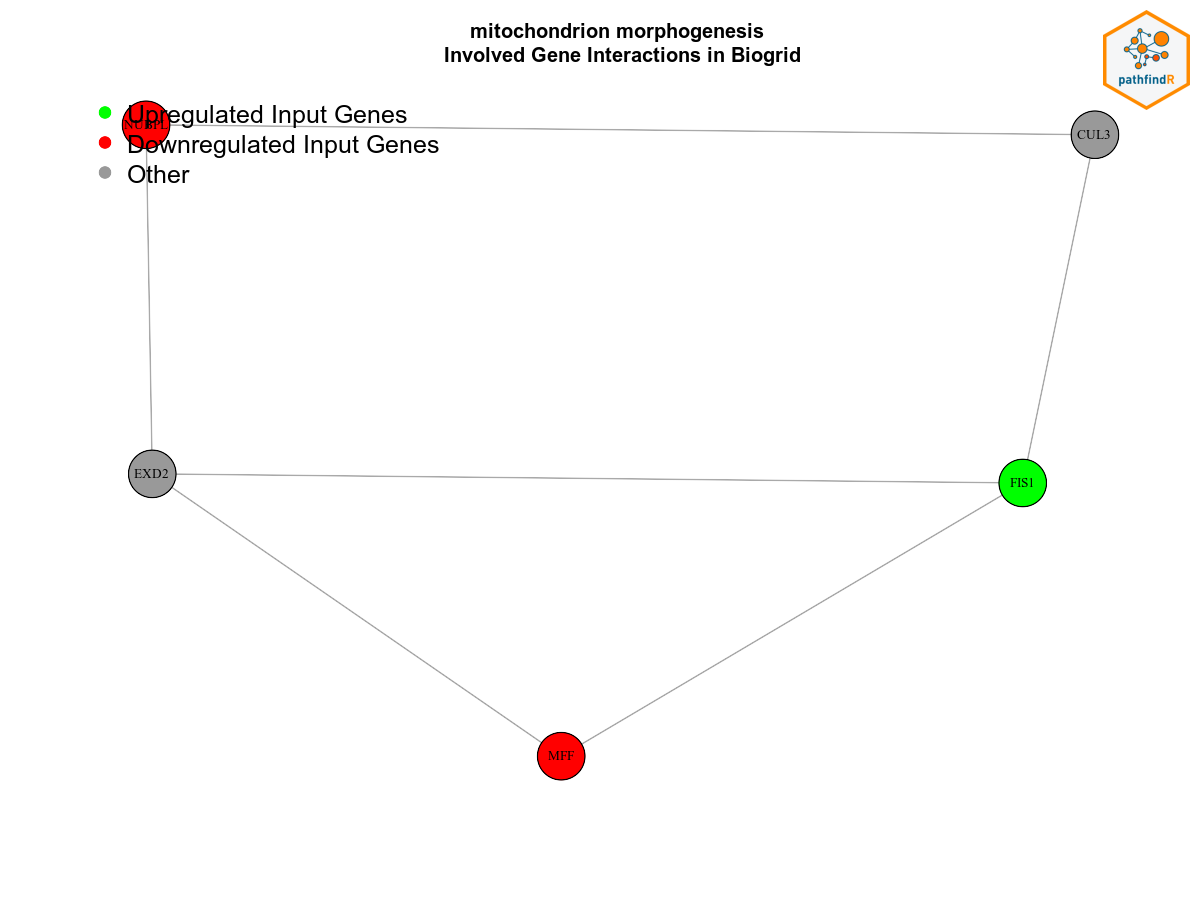 mitochondrion morphogenesis
Involved Gene Interactions in Biogrid
pathfindR
Upregulated Input Genes
NUBPL
Downregulated Input Genes
Other
CUL3
EXD2
FIS1
MFF